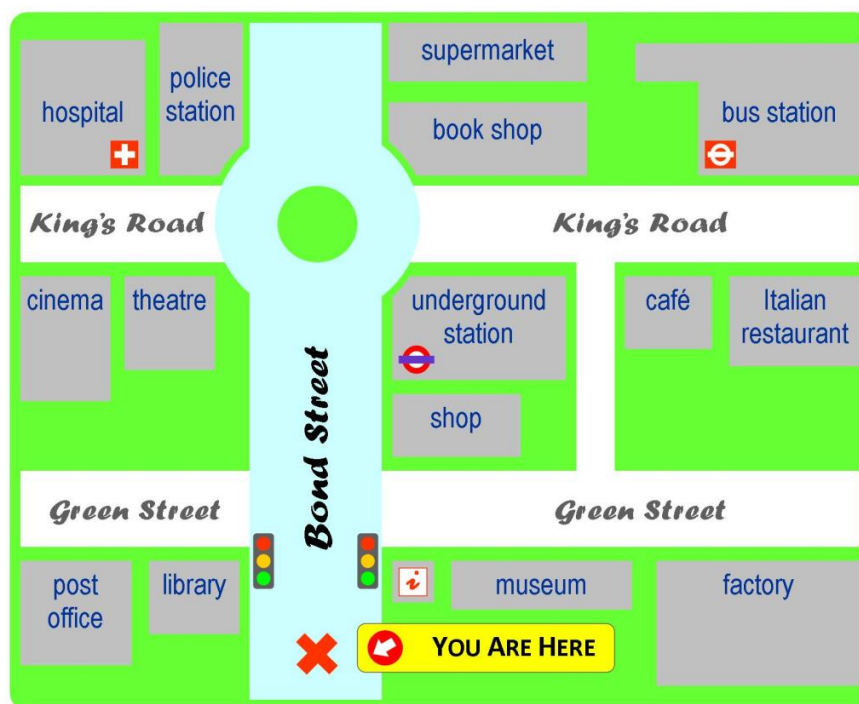 supermarket
police
station
hospital
book shop
bus station
King's Road
King's Road
cinema
theatre
underground
station
café
Italian
restaurant
shop
Bond Street
Green Street
Green Street
post
office
library
i
museum
factory
YOU ARE HERE